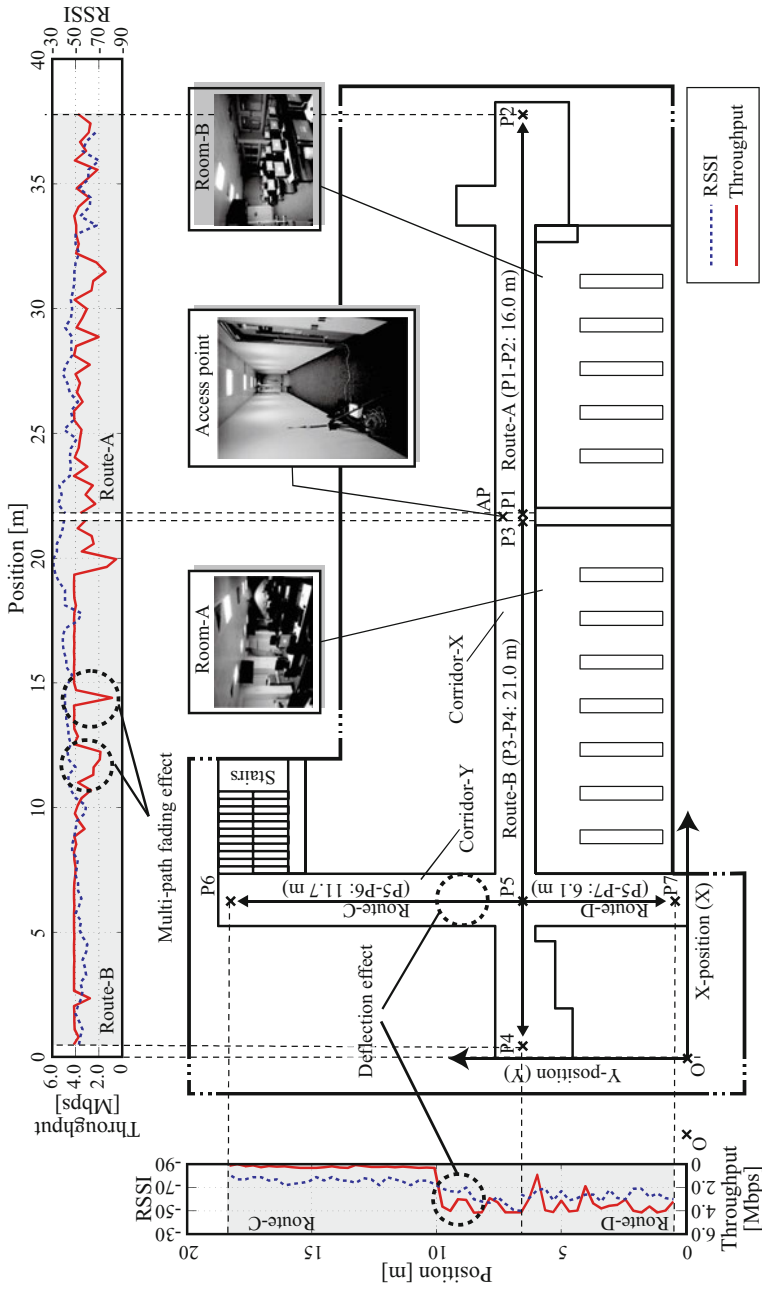 Position [m]
0 5 10 15 20 25 30 35 40
Throughput
[Mbps]
6.0
4.0
2.0
0
RSSI
-30
-50
-70
-90
Route-B
Route-A
Multi-path fading effect
Room-A
Access point
Room-B
Stairs
P6
Corridor-Y
Route-C
(P5-P6: 11.7 m)
Corridor-X
AP
Deflection effect
P4
P5
Route-B (P3-P4: 21.0 m)
P3
P1
Route-A (P1-P2: 16.0 m)
P2
Route-D
(P5-P7: 6.1 m)
P7
Y-position (Y)
O
X-position (X)
RSSI
Throughput
RSSI
-90
-70
-50
-30
Route-C
Route-D
20 15 10 5 0
Position [m]
0
2.0
4.0
6.0
Throughput
[Mbps]
O